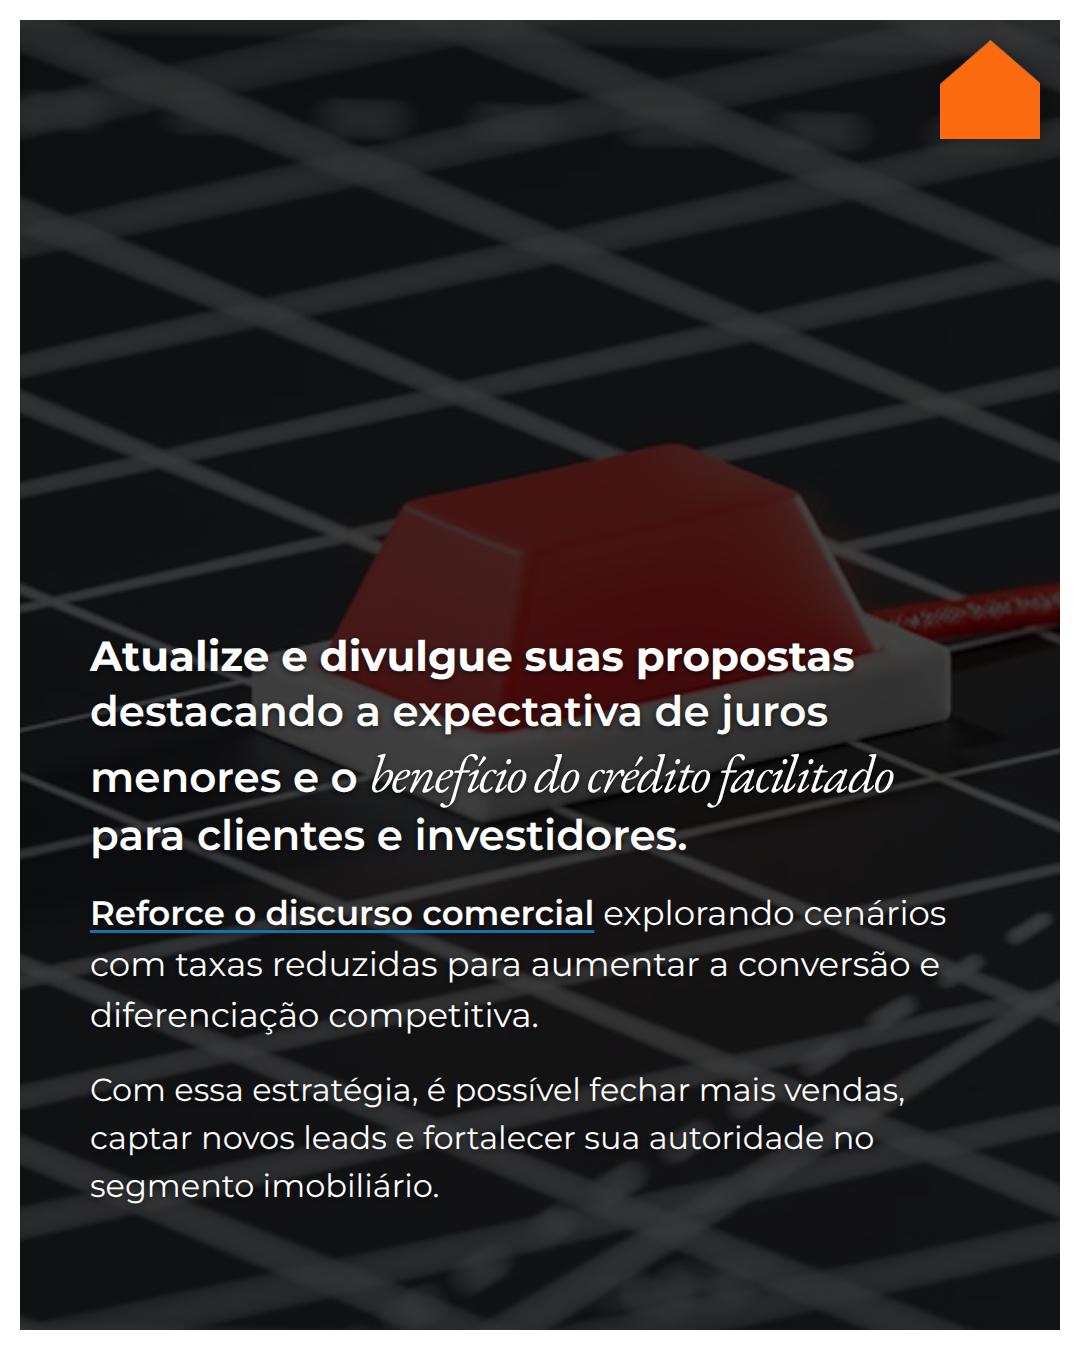 Atualize e divulgue suas propostas
destacando a expectativa de juros
menores e o benefício do crédito facilitado
para clientes e investidores.
Reforce o discurso comercial explorando cenários
com taxas reduzidas para aumentar a conversão e
diferenciação competitiva.
Com essa estratégia, é possível fechar mais vendas,
captar novos leads e fortalecer sua autoridade no
segmento imobiliário.